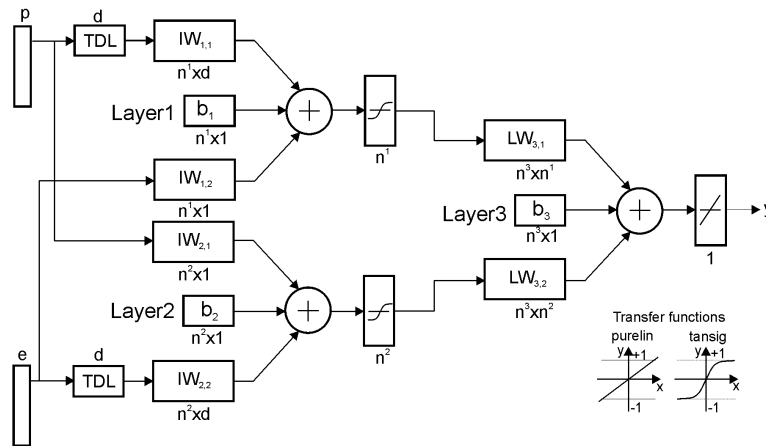 p
d
TDL
IW1,1
n¹xd
Layer1
b1
n¹x1
n¹
IW1,2
n¹x1
LW3,1
n³xn¹
IW2,1
n²x1
Layer3
b3
n³x1
y
1
Layer2
b2
n²x1
n²
LW3,2
n³xn²
e
d
TDL
IW2,2
n²xd
Transfer functions
purelin
tansig
y
+1
x
-1
y
+1
x
-1